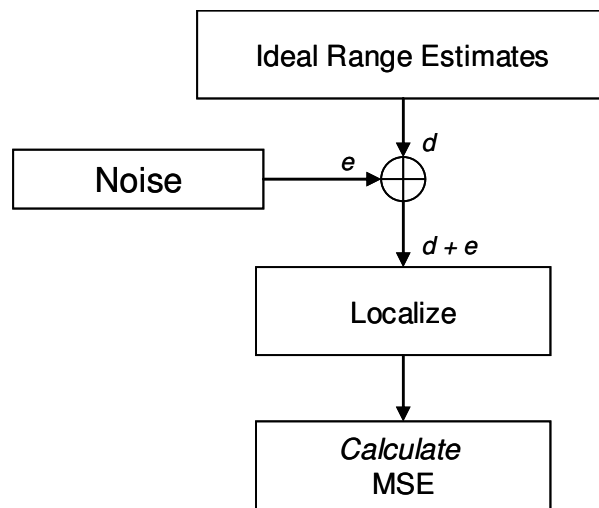 Ideal Range Estimates
d
e
Noise
d + e
Localize
Calculate
MSE